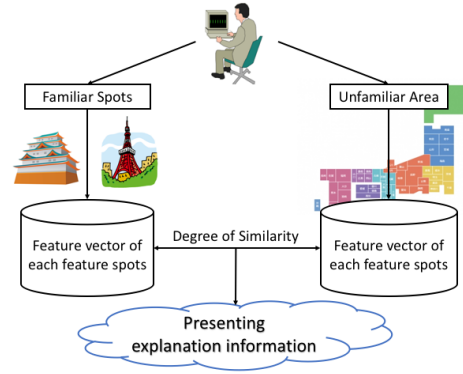 Familiar Spots
Unfamiliar Area
Feature vector of
each feature spots
Degree of Similarity
Feature vector of
each feature spots
Presenting
explanation information